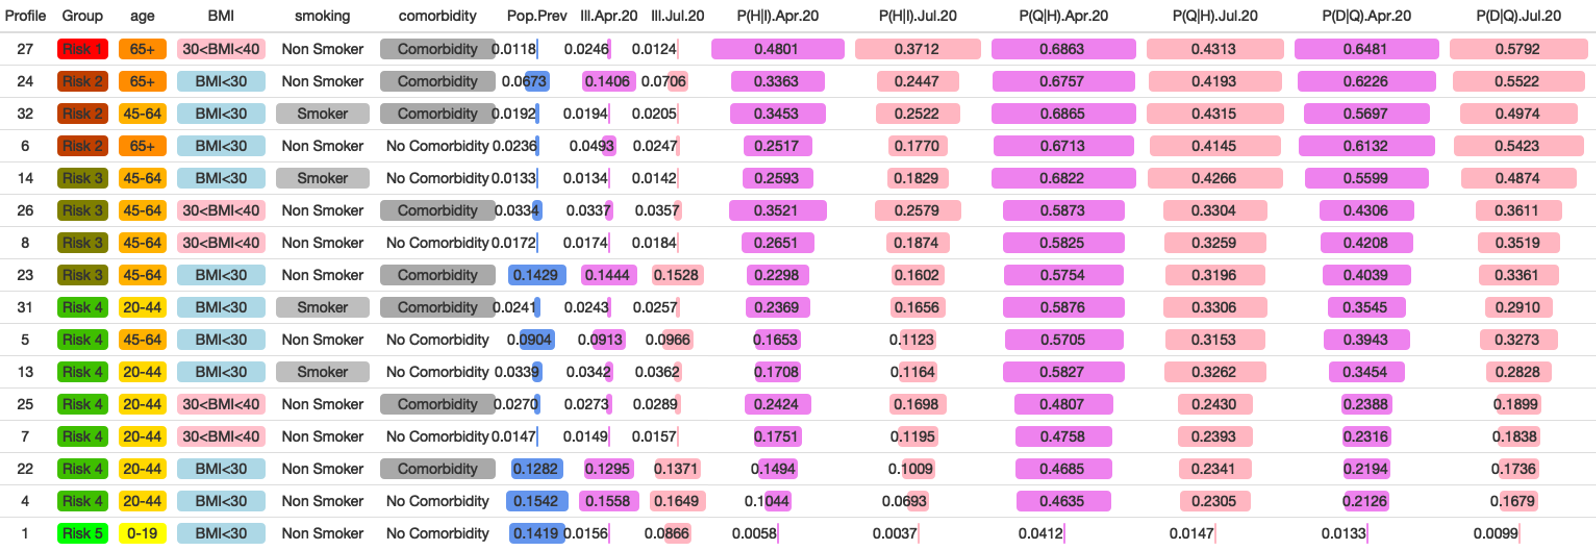 Profile Group age BMI smoking comorbidity Pop.Prev Ill.Apr.20 Ill.Jul.20 P(H|I).Apr.20 P(H|I).Jul.20 P(Q|H).Apr.20 P(Q|H).Jul.20 P(D|Q).Apr.20 P(D|Q).Jul.20
27 Risk 1 65+ 30<BMI<40 Non Smoker Comorbidity 0.0118 0.0246 0.0124 0.4801 0.3712 0.6863 0.4313 0.6481 0.5792
24 Risk 2 65+ BMI<30 Non Smoker Comorbidity 0.0673 0.1406 0.0706 0.3363 0.2447 0.6757 0.4193 0.6226 0.5522
32 Risk 2 45-64 BMI<30 Smoker Comorbidity 0.0192 0.0194 0.0205 0.3453 0.2522 0.6865 0.4315 0.5697 0.4974
6 Risk 2 65+ BMI<30 Non Smoker No Comorbidity 0.0236 0.0493 0.0247 0.2517 0.1770 0.6713 0.4145 0.6132 0.5423
14 Risk 3 45-64 BMI<30 Smoker No Comorbidity 0.0133 0.0134 0.0142 0.2593 0.1829 0.6822 0.4266 0.5599 0.4874
26 Risk 3 45-64 30<BMI<40 Non Smoker Comorbidity 0.0334 0.0337 0.0357 0.3521 0.2579 0.5873 0.3304 0.4306 0.3611
8 Risk 3 45-64 30<BMI<40 Non Smoker No Comorbidity 0.0172 0.0174 0.0184 0.2651 0.1874 0.5825 0.3259 0.4208 0.3519
23 Risk 3 45-64 BMI<30 Non Smoker Comorbidity 0.1429 0.1444 0.1528 0.2298 0.1602 0.5754 0.3196 0.4039 0.3361
31 Risk 4 20-44 BMI<30 Smoker Comorbidity 0.0241 0.0243 0.0257 0.2369 0.1656 0.5876 0.3306 0.3545 0.2910
5 Risk 4 45-64 BMI<30 Non Smoker No Comorbidity 0.0904 0.0913 0.0966 0.1653 0.1123 0.5705 0.3153 0.3943 0.3273
13 Risk 4 20-44 BMI<30 Smoker No Comorbidity 0.0339 0.0342 0.0362 0.1708 0.1164 0.5827 0.3262 0.3454 0.2828
25 Risk 4 20-44 30<BMI<40 Non Smoker Comorbidity 0.0270 0.0273 0.0289 0.2424 0.1698 0.4807 0.2430 0.2388 0.1899
7 Risk 4 20-44 30<BMI<40 Non Smoker No Comorbidity 0.0147 0.0149 0.0157 0.1751 0.1195 0.4758 0.2393 0.2316 0.1838
22 Risk 4 20-44 BMI<30 Non Smoker Comorbidity 0.1282 0.1295 0.1371 0.1494 0.1009 0.4685 0.2341 0.2194 0.1736
4 Risk 4 20-44 BMI<30 Non Smoker No Comorbidity 0.1542 0.1558 0.1649 0.1044 0.0693 0.4635 0.2305 0.2126 0.1679
1 Risk 5 0-19 BMI<30 Non Smoker No Comorbidity 0.1419 0.0156 0.0866 0.0058 0.0037 0.0412 0.0147 0.0133 0.0099